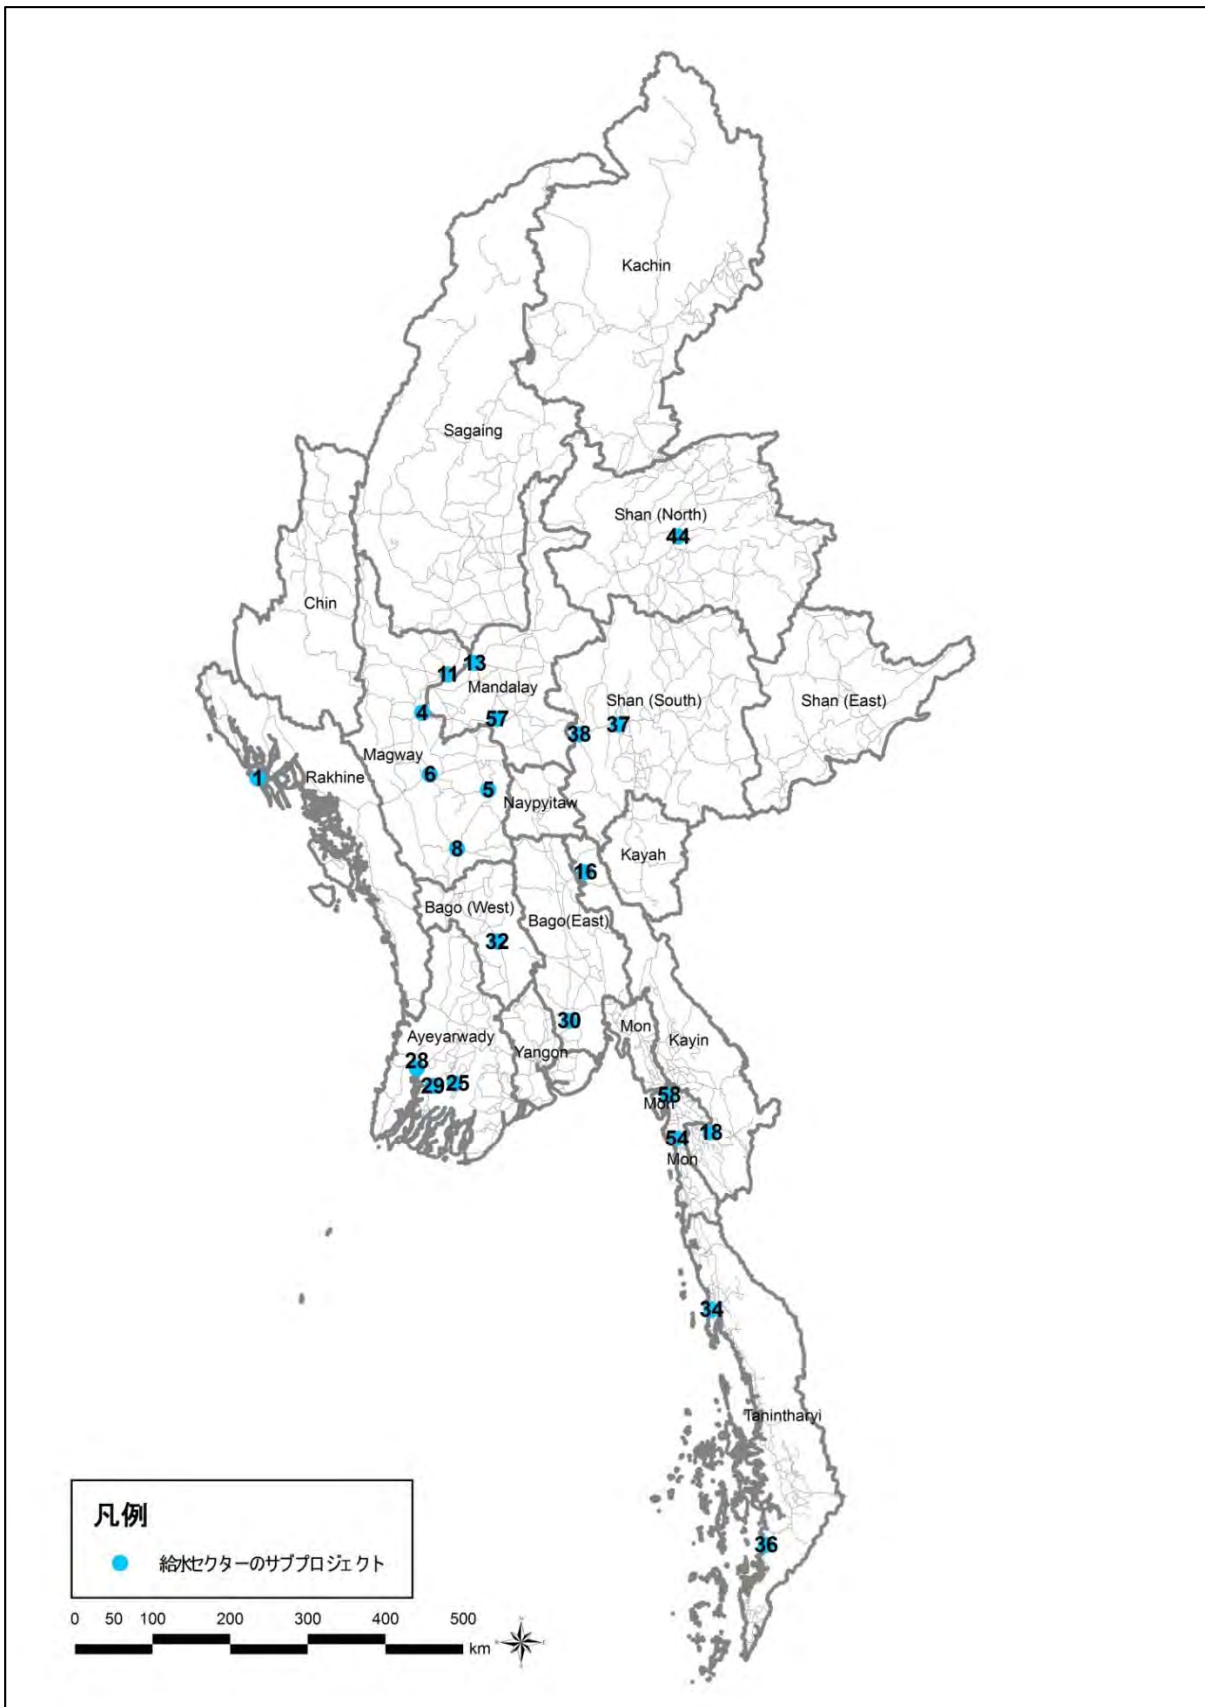 Kachin
Sagaing
Shan (North)
44
Chin
13
11
Mandalay
Shan (South)
Shan (East)
4
57
37
38
Magway
6
1
Rakhine
5
Naypyitaw
8
Kayah
16
Bago (West)
Bago(East)
32
30
Mon
Ayeyarwady
Kayin
Yangon
28
29
25
58
Mon
18
54
Mon
34
Tanintharyi
36
凡例
給水セクターのサブプロジェクト
0 50 100 200 300 400 500
km